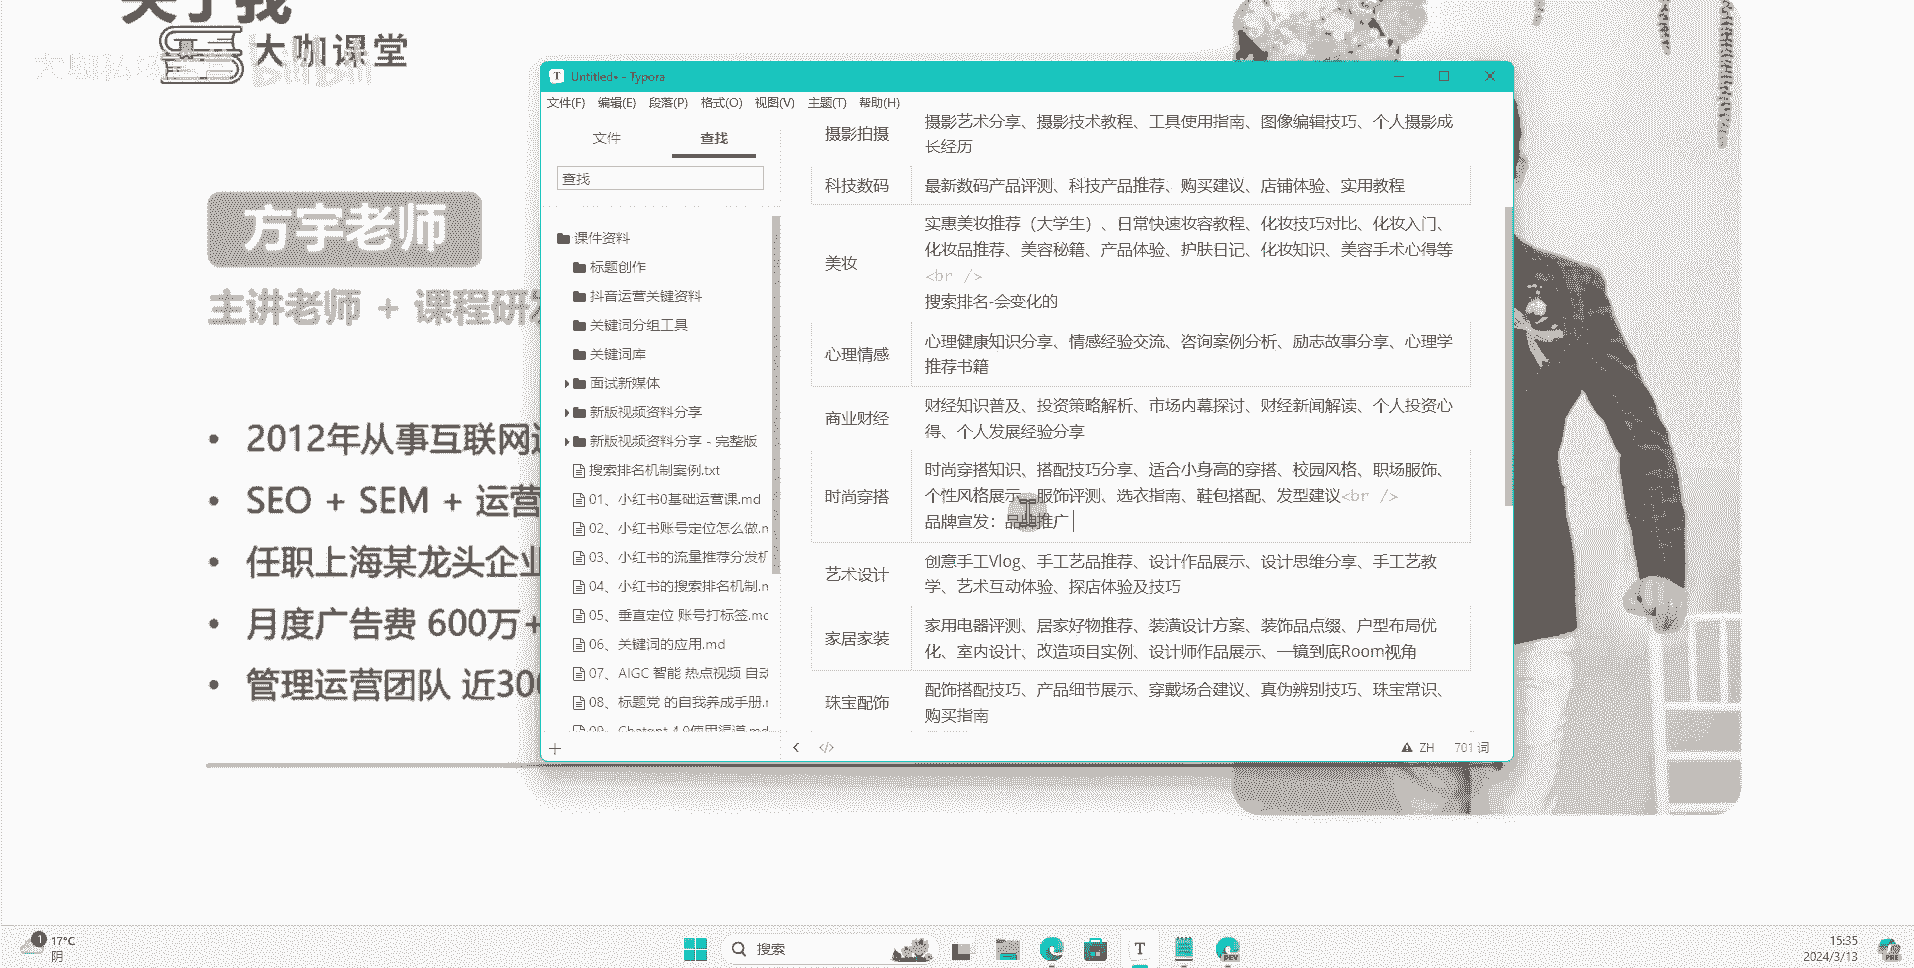 关于我
大咖课堂
方宇老师
主讲老师 + 课程研发
2012年从事互联网
SEO + SEM + 运营
任职上海某龙头企业
月度广告费 600万+
管理运营团队 近300
Untitled• - Typora
文件(F) 编辑(E) 段落(P) 格式(O) 视图(V) 主题(T) 帮助(H)
文件 查找
查找
课件资料
标题创作
抖音运营关键资料
关键词分组工具
关键词库
面试新媒体
新版视频资料分享
新版视频资料分享 - 完整版
搜索排名机制案例.txt
01、小红书0基础运营课.md
02、小红书账号定位怎么做.m
03、小红书的流量推荐分发机
04、小红书的搜索排名机制.m
05、垂直定位 账号打标签.mc
06、关键词的应用.md
07、AIGC 智能 热点视频 自动
08、标题党 的自我养成手册.r
09、Chatgpt 4.0使用渠道.md
摄影拍摄
摄影艺术分享、摄影技术教程、工具使用指南、图像编辑技巧、个人摄影成
长经历
科技数码
最新数码产品评测、科技产品推荐、购买建议、店铺体验、实用教程
美妆
实惠美妆推荐（大学生）、日常快速妆容教程、化妆技巧对比、化妆入门、
化妆品推荐、美容秘籍、产品体验、护肤日记、化妆知识、美容手术心得等
<br />
搜索排名-会变化的
心理情感
心理健康知识分享、情感经验交流、咨询案例分析、励志故事分享、心理学
推荐书籍
商业财经
财经知识普及、投资策略解析、市场内幕探讨、财经新闻解读、个人投资心
得、个人发展经验分享
时尚穿搭
时尚穿搭知识、搭配技巧分享、适合小身高的穿搭、校园风格、职场服饰、
个性风格展示、服饰评测、选衣指南、鞋包搭配、发型建议<br />
品牌宣发：品牌推广
艺术设计
创意手工Vlog、手工艺品推荐、设计作品展示、设计思维分享、手工艺教
学、艺术互动体验、探店体验及技巧
家居家装
家用电器评测、居家好物推荐、装潢设计方案、装饰品点缀、户型布局优
化、室内设计、改造项目实例、设计师作品展示、一镜到底Room视角
珠宝配饰
配饰搭配技巧、产品细节展示、穿戴场合建议、真伪辨别技巧、珠宝常识、
购买指南
ZH 701 词
1
17°C
阴
搜索
15:35
2024/3/13